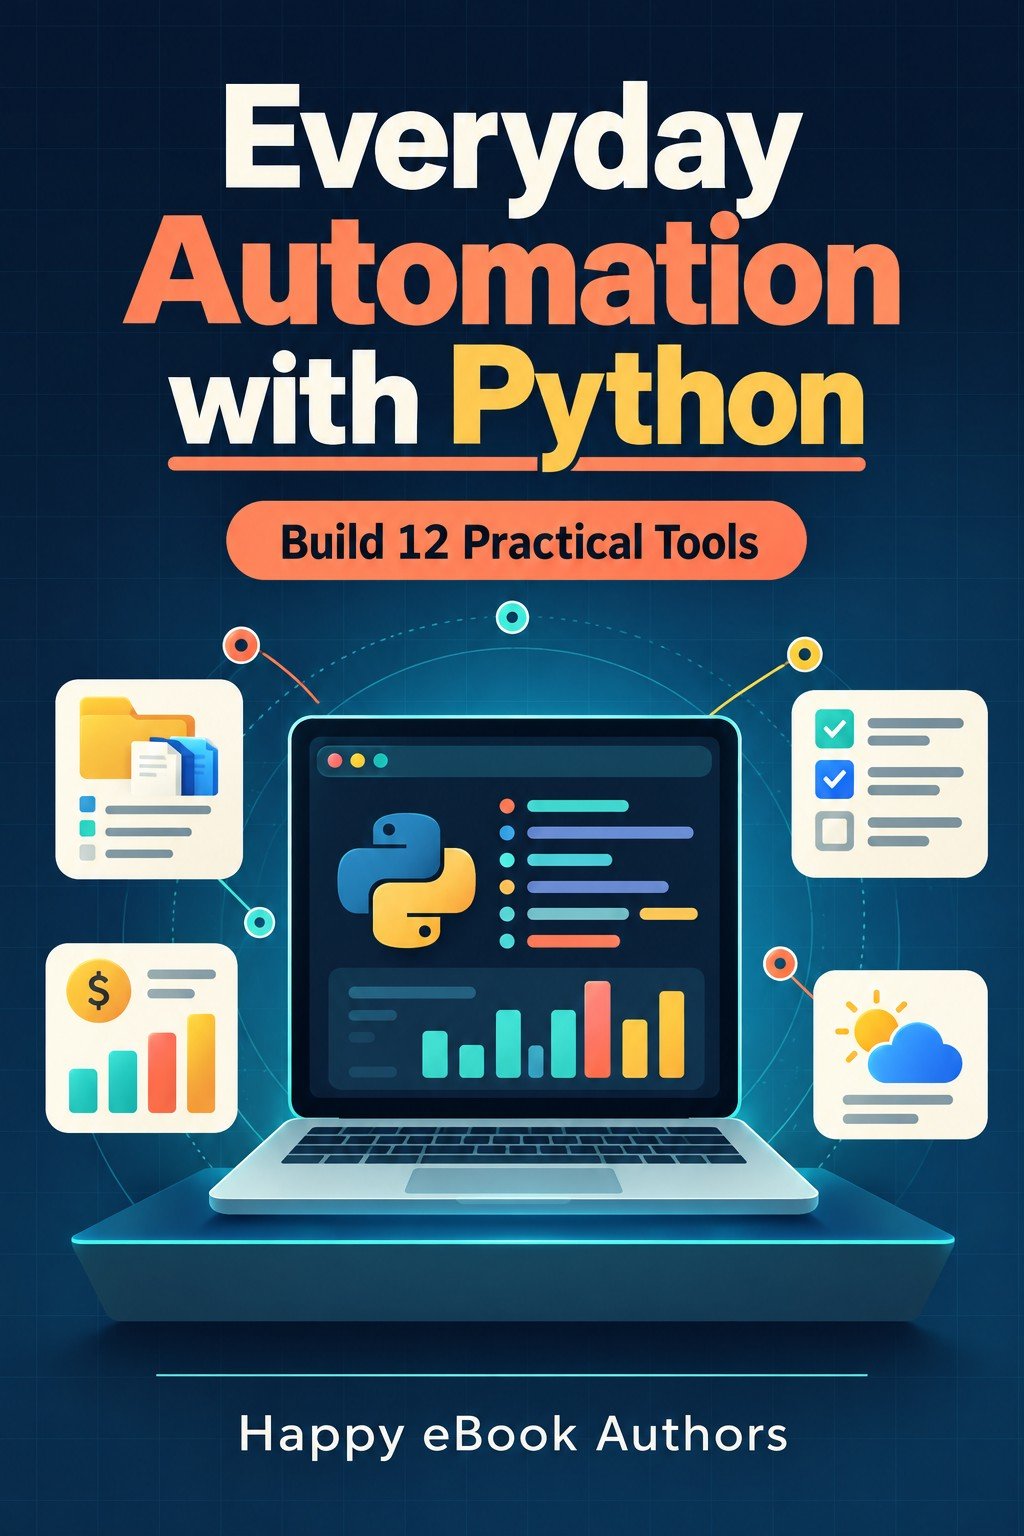 Everyday
Automation
with Python
Build 12 Practical Tools
$
Happy eBook Authors